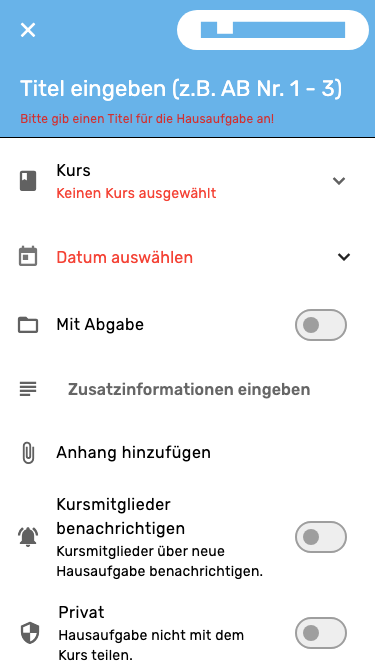 Titel eingeben (z.B. AB Nr. 1 - 3)
Bitte gib einen Titel für die Hausaufgabe an!
Kurs
Keinen Kurs ausgewählt
Datum auswählen
Mit Abgabe
Zusatzinformationen eingeben
Anhang hinzufügen
Kursmitglieder
benachrichtigen
Kursmitglieder über neue
Hausaufgabe benachrichtigen.
Privat
Hausaufgabe nicht mit dem
Kurs teilen.